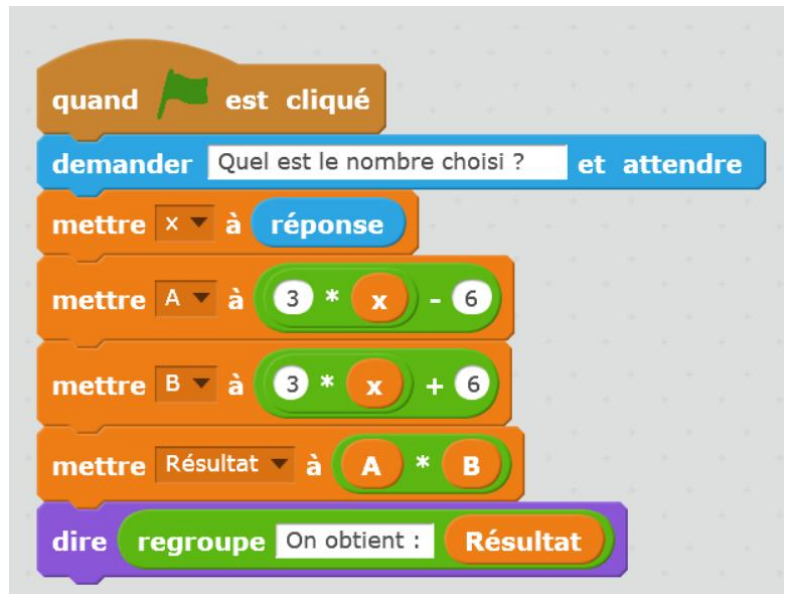 quand est cliqué
demander Quel est le nombre choisi ? et attendre
mettre x à réponse
mettre A à 3 * x - 6
mettre B à 3 * x + 6
mettre Résultat à A * B
dire regroupe On obtient : Résultat